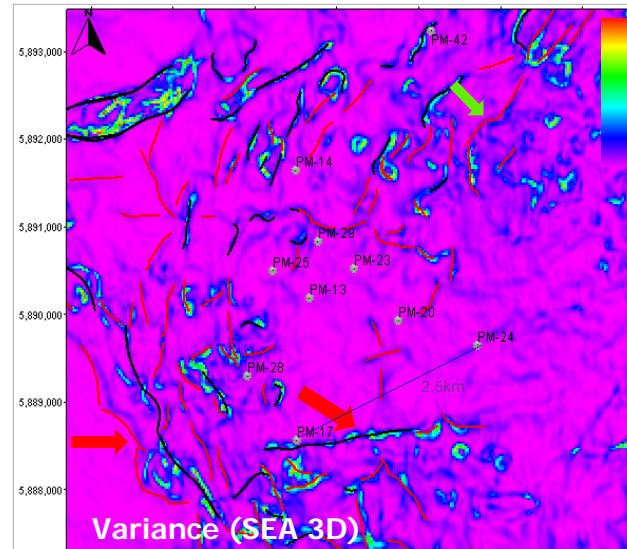 5,893,000
PM-42
5,892,000
PM-14
5,891,000
PM-29
PM-25
PM-23
PM-13
5,890,000
PM-20
PM-24
PM-28
2.5km
5,889,000
PM-17
5,888,000
Variance (SEA 3D)